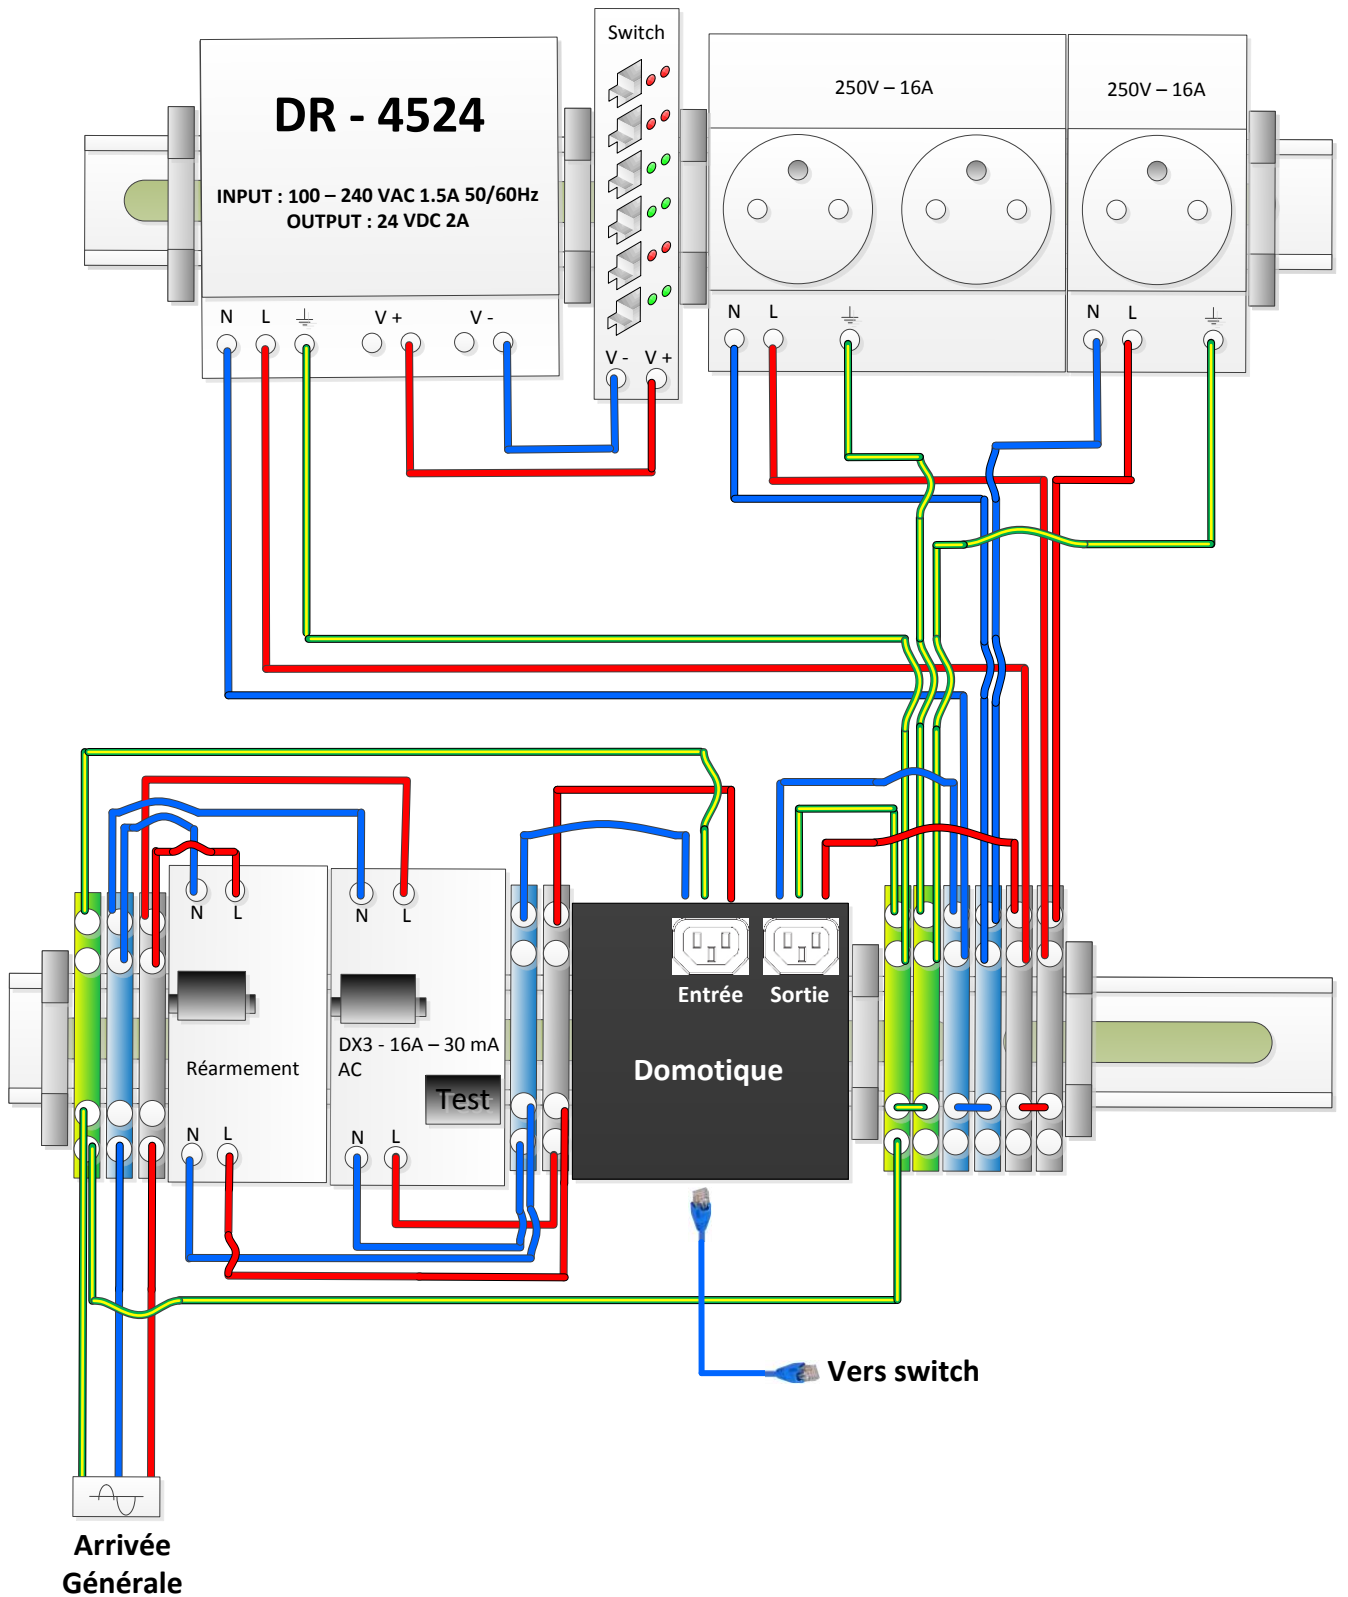 Switch
250V – 16A
250V – 16A
DR - 4524
INPUT : 100 – 240 VAC 1.5A 50/60Hz
OUTPUT : 24 VDC 2A
N L V + V -
V - V +
N L
N L
N L
N L
Entrée Sortie
Réarmement
DX3 - 16A – 30 mA
AC
Test
Domotique
N L
N L
Vers switch
Arrivée
Générale